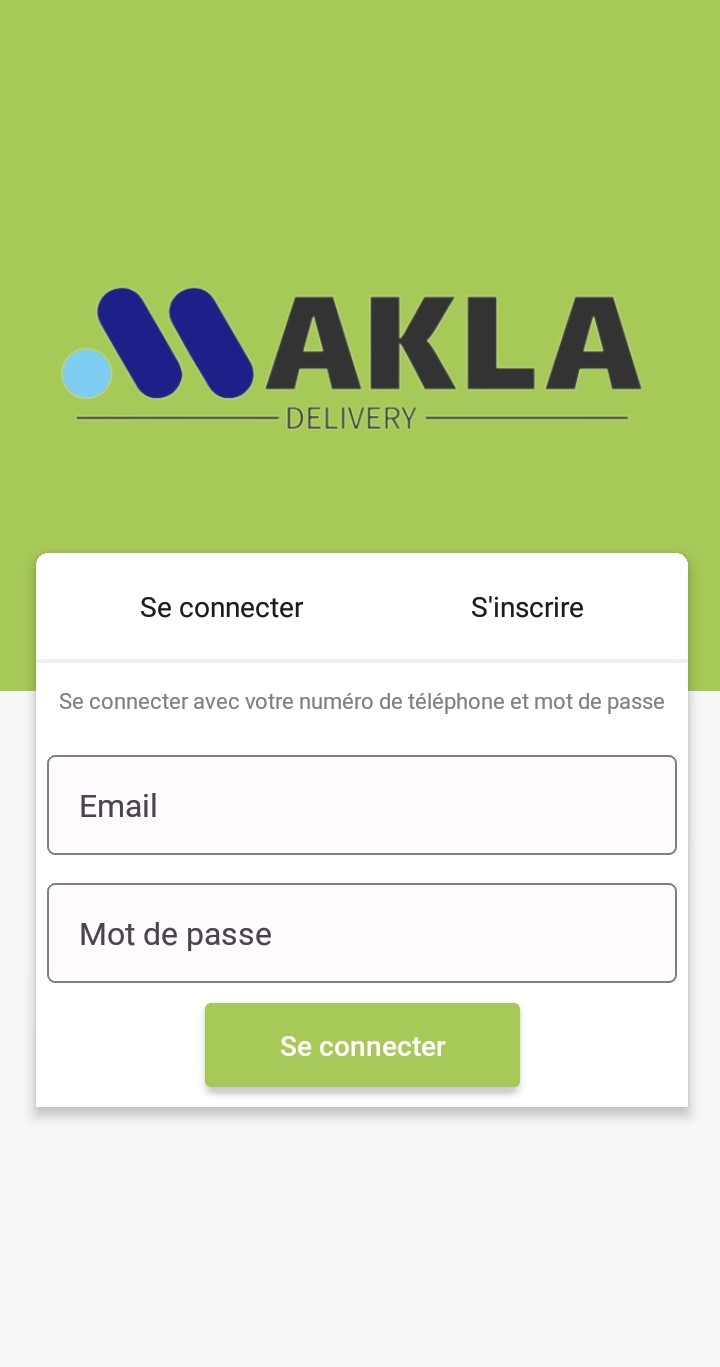 MAKLA
DELIVERY
Se connecter S'inscrire
Se connecter avec votre numéro de téléphone et mot de passe
Email
Mot de passe
Se connecter